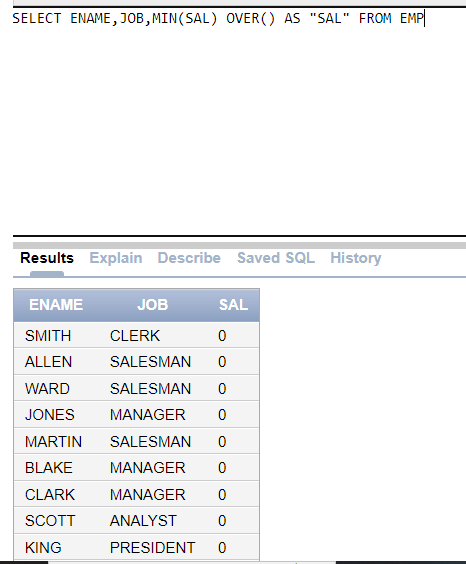 SELECT ENAME,JOB,MIN(SAL) OVER() AS "SAL" FROM EMP
Results Explain Describe Saved SQL History
ENAME JOB SAL
SMITH CLERK 0
ALLEN SALESMAN 0
WARD SALESMAN 0
JONES MANAGER 0
MARTIN SALESMAN 0
BLAKE MANAGER 0
CLARK MANAGER 0
SCOTT ANALYST 0
KING PRESIDENT 0